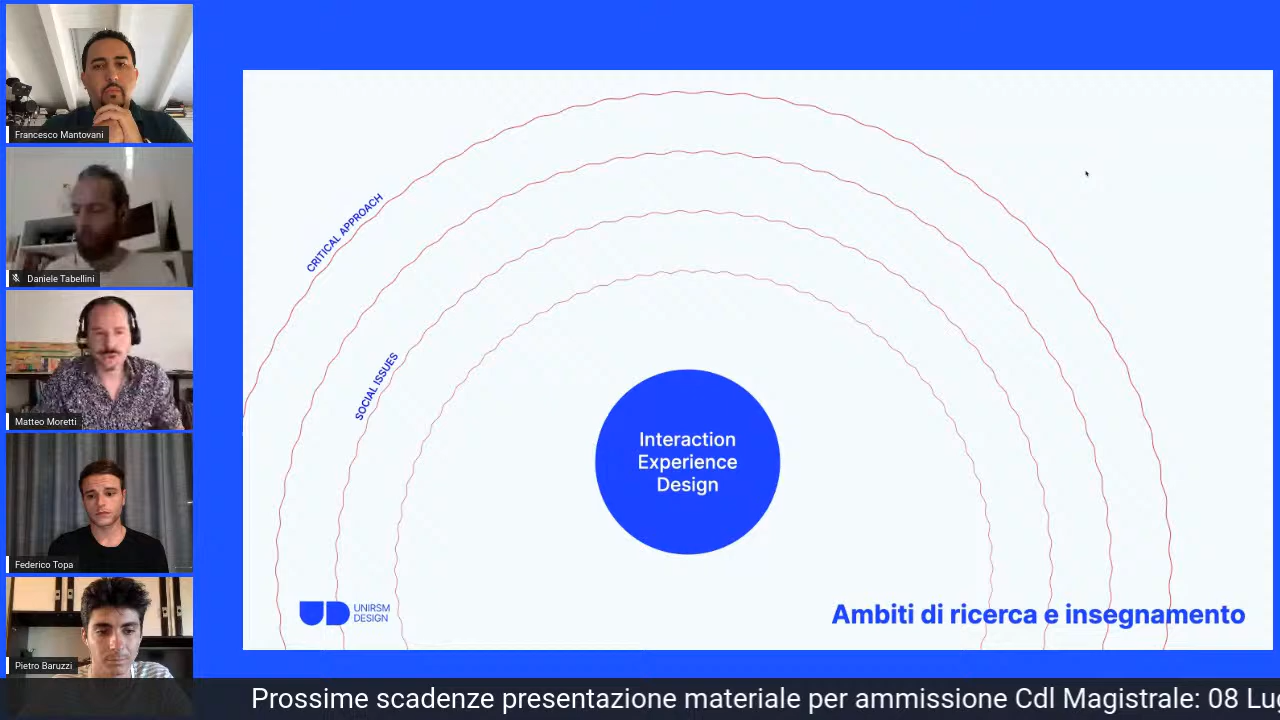 Francesco Mantovani
Daniele Tabellini
Matteo Moretti
Federico Topa
Pietro Baruzzi
CRITICAL APPROACH
SOCIAL ISSUES
Interaction
Experience
Design
UNIRSM
DESIGN
Ambiti di ricerca e insegnamento
Prossime scadenze presentazione materiale per ammissione Cdl Magistrale: 08 Lug